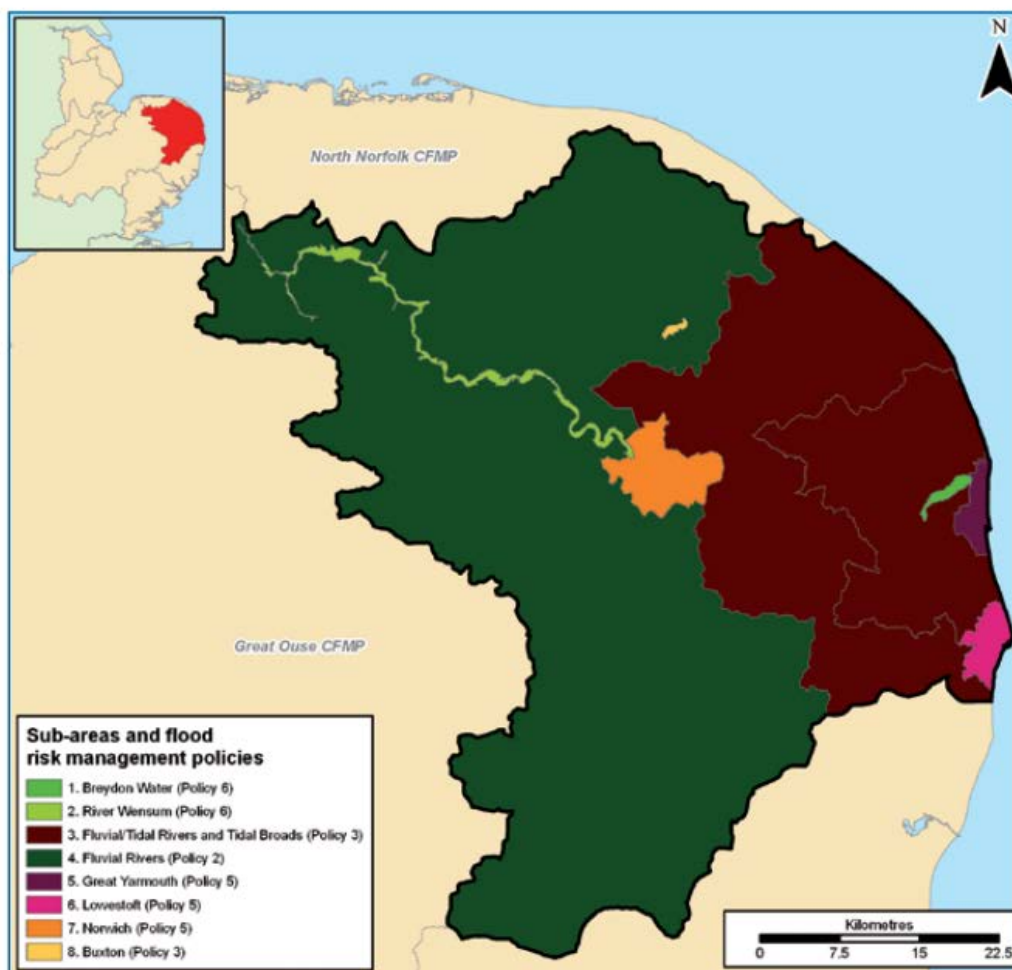 N
North Norfolk CFMP
Great Ouse CFMP
Sub-areas and flood
risk management policies
1. Breydon Water (Policy 6)
2. River Wensum (Policy 6)
3. Fluvial/Tidal Rivers and Tidal Broads (Policy 3)
4. Fluvial Rivers (Policy 2)
5. Great Yarmouth (Policy 5)
6. Lowestoft (Policy 5)
7. Norwich (Policy 5)
8. Buxton (Policy 3)
Kilometres
0 7.5 15 22.5